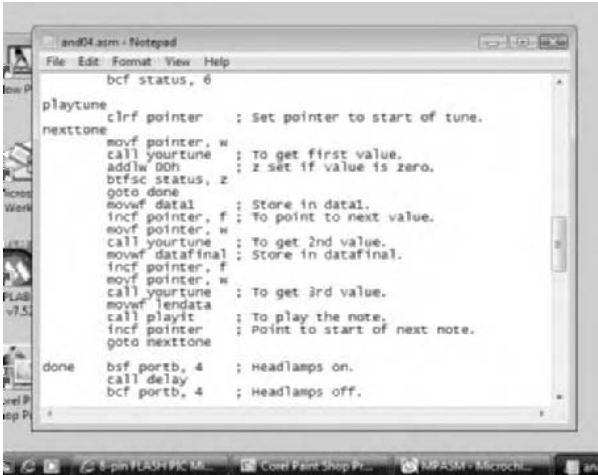 and04.asm - Notepad
File Edit Format View Help
bcf status, 6
playtune
clrf pointer ; Set pointer to start of tune.
nexttone
movf pointer, w
call yourtune ; To get first value.
addlw 00h ; z set if value is zero.
btfsc status, z
goto done
movwf data1 ; Store in data1.
incf pointer, f ; To point to next value.
movf pointer, w
call yourtune ; To get 2nd value.
movwf datafinal ; Store in datafinal.
incf pointer, f
movf pointer, w
call yourtune ; To get 3rd value.
movwf lendata
call playit ; To play the note.
incf pointer ; Point to start of next note.
goto nexttone
done bsf portb, 4 ; Headlamps on.
call delay
bcf portb, 4 ; Headlamps off.
8-pin FLASH PIC Mi... Corel Paint Shop Pr... MPASM - Microch... an